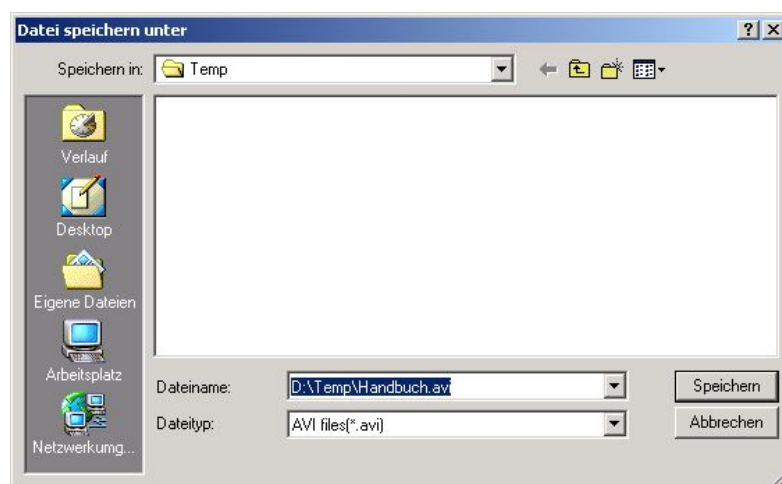 Datei speichern unter
Speichern in:
Temp
Verlauf
Desktop
Eigene Dateien
Arbeitsplatz
Netzwerkumg...
Dateiname:
D:\Temp\Handbuch.avi
Speichern
Dateityp:
AVI files(*.avi)
Abbrechen